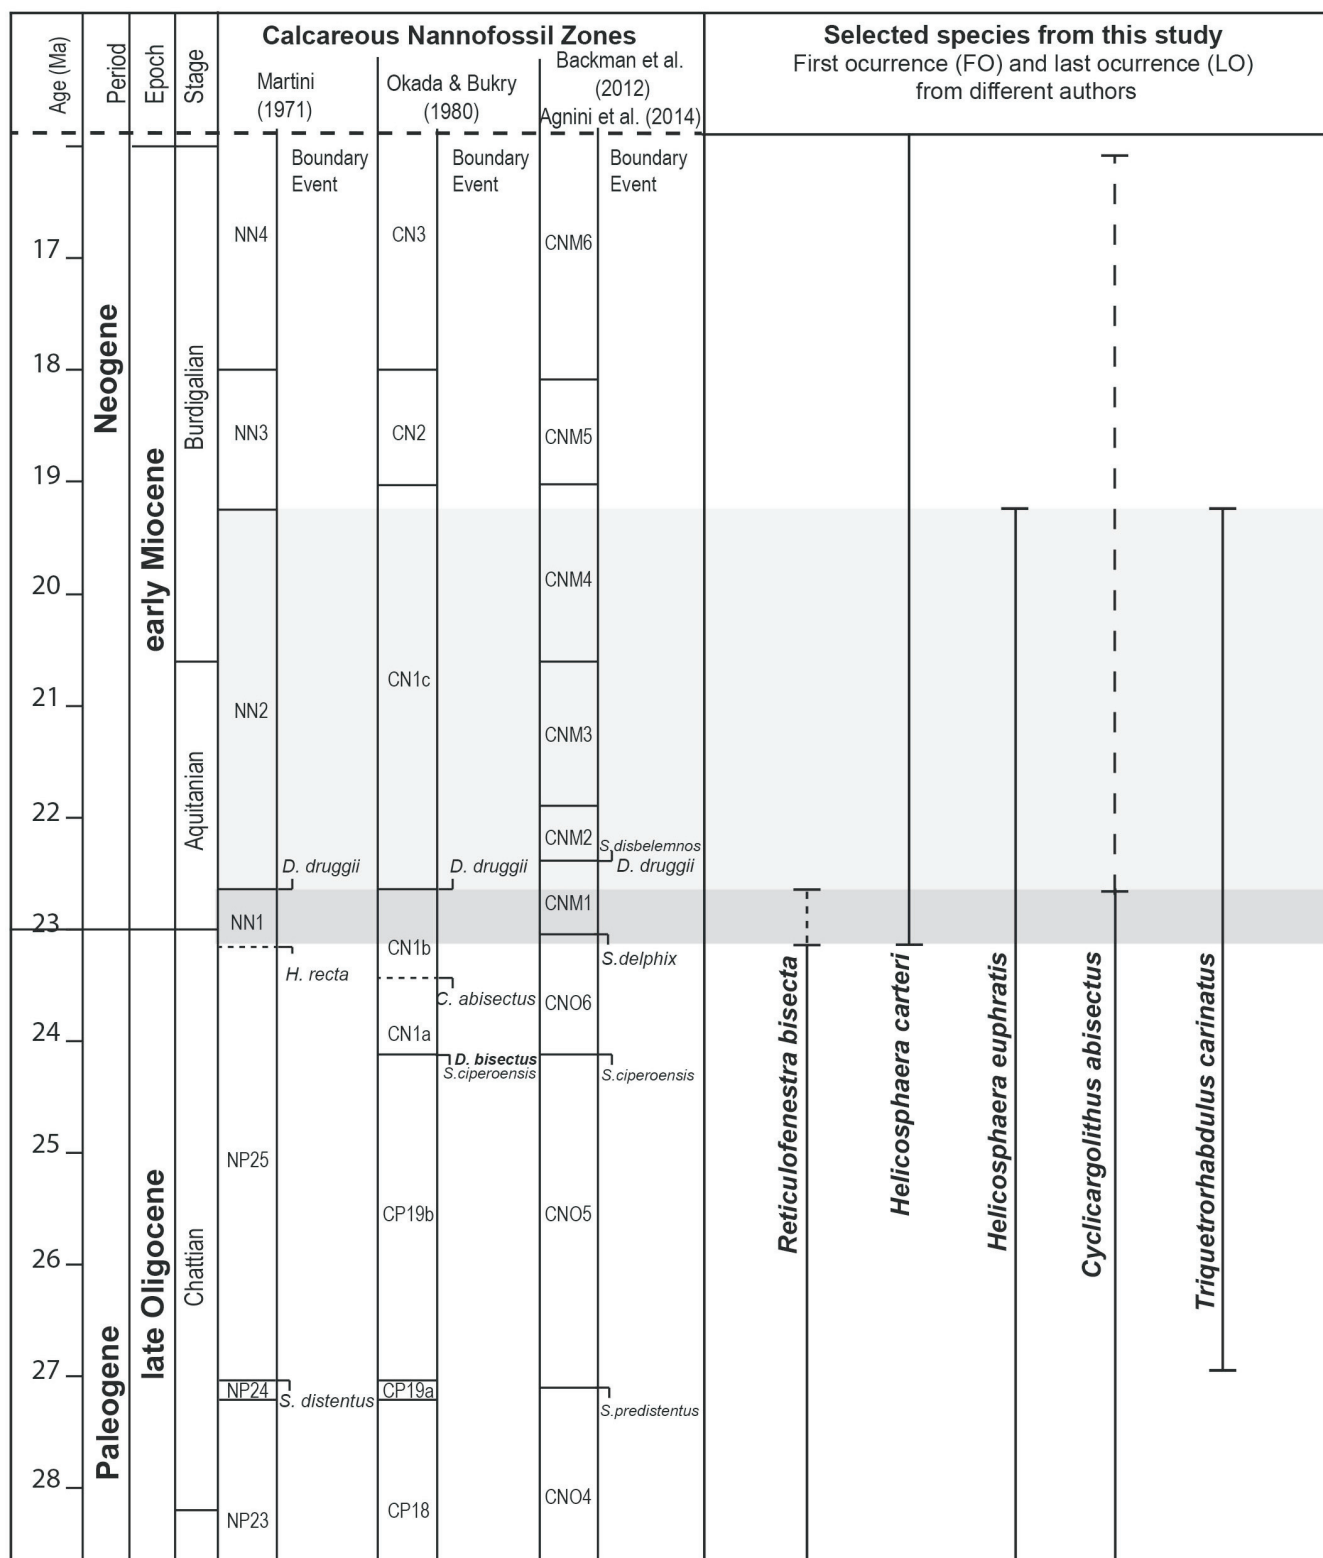 Age (Ma)
Period
Epoch
Stage
Calcareous Nannofossil Zones
Martini
(1971)
Okada & Bukry
(1980)
Backman et al.
(2012)
Agnini et al. (2014)
Selected species from this study
First ocurrence (FO) and last ocurrence (LO)
from different authors
Boundary
Event
Boundary
Event
Boundary
Event
17
18
19
20
21
22
23
24
25
26
27
28
Neogene
Paleogene
early Miocene
late Oligocene
Burdigalian
Aquitanian
Chattian
NN4
NN3
NN2
NN1
NP25
NP24
NP23
D. druggii
H. recta
S. distentus
CN3
CN2
CN1c
CN1b
CN1a
CP19b
CP19a
CP18
D. druggii
C. abisectus
D. bisectus
S.ciperoensis
CNM6
CNM5
CNM4
CNM3
CNM2
CNM1
CNO6
CNO5
CNO4
S.disbelemnos
D. druggii
S.delphix
S.ciperoensis
S.predistentus
Reticulofenestra bisecta
Helicosphaera carteri
Helicosphaera euphratis
Cyclicargolithus abisectus
Triquetrorhabdulus carinatus